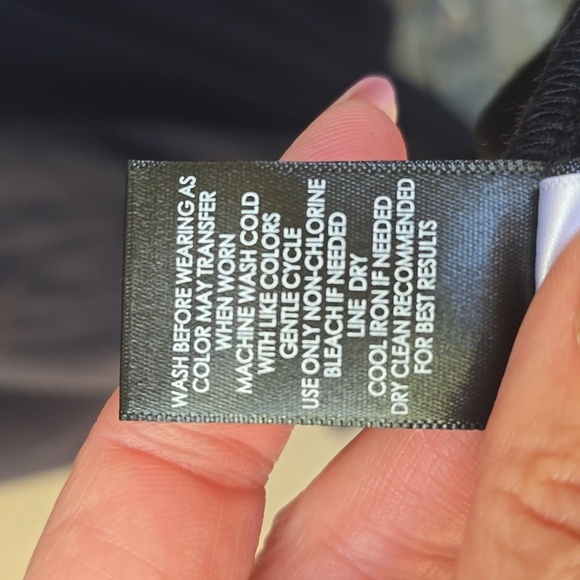 WASH BEFORE WEARING AS
COLOR MAY TRANSFER
WHEN WORN
MACHINE WASH COLD
WITH LIKE COLORS
GENTLE CYCLE
USE ONLY NON-CHLORINE
BLEACH IF NEEDED
LINE DRY
COOL IRON IF NEEDED
DRY CLEAN RECOMMENDED
FOR BEST RESULTS